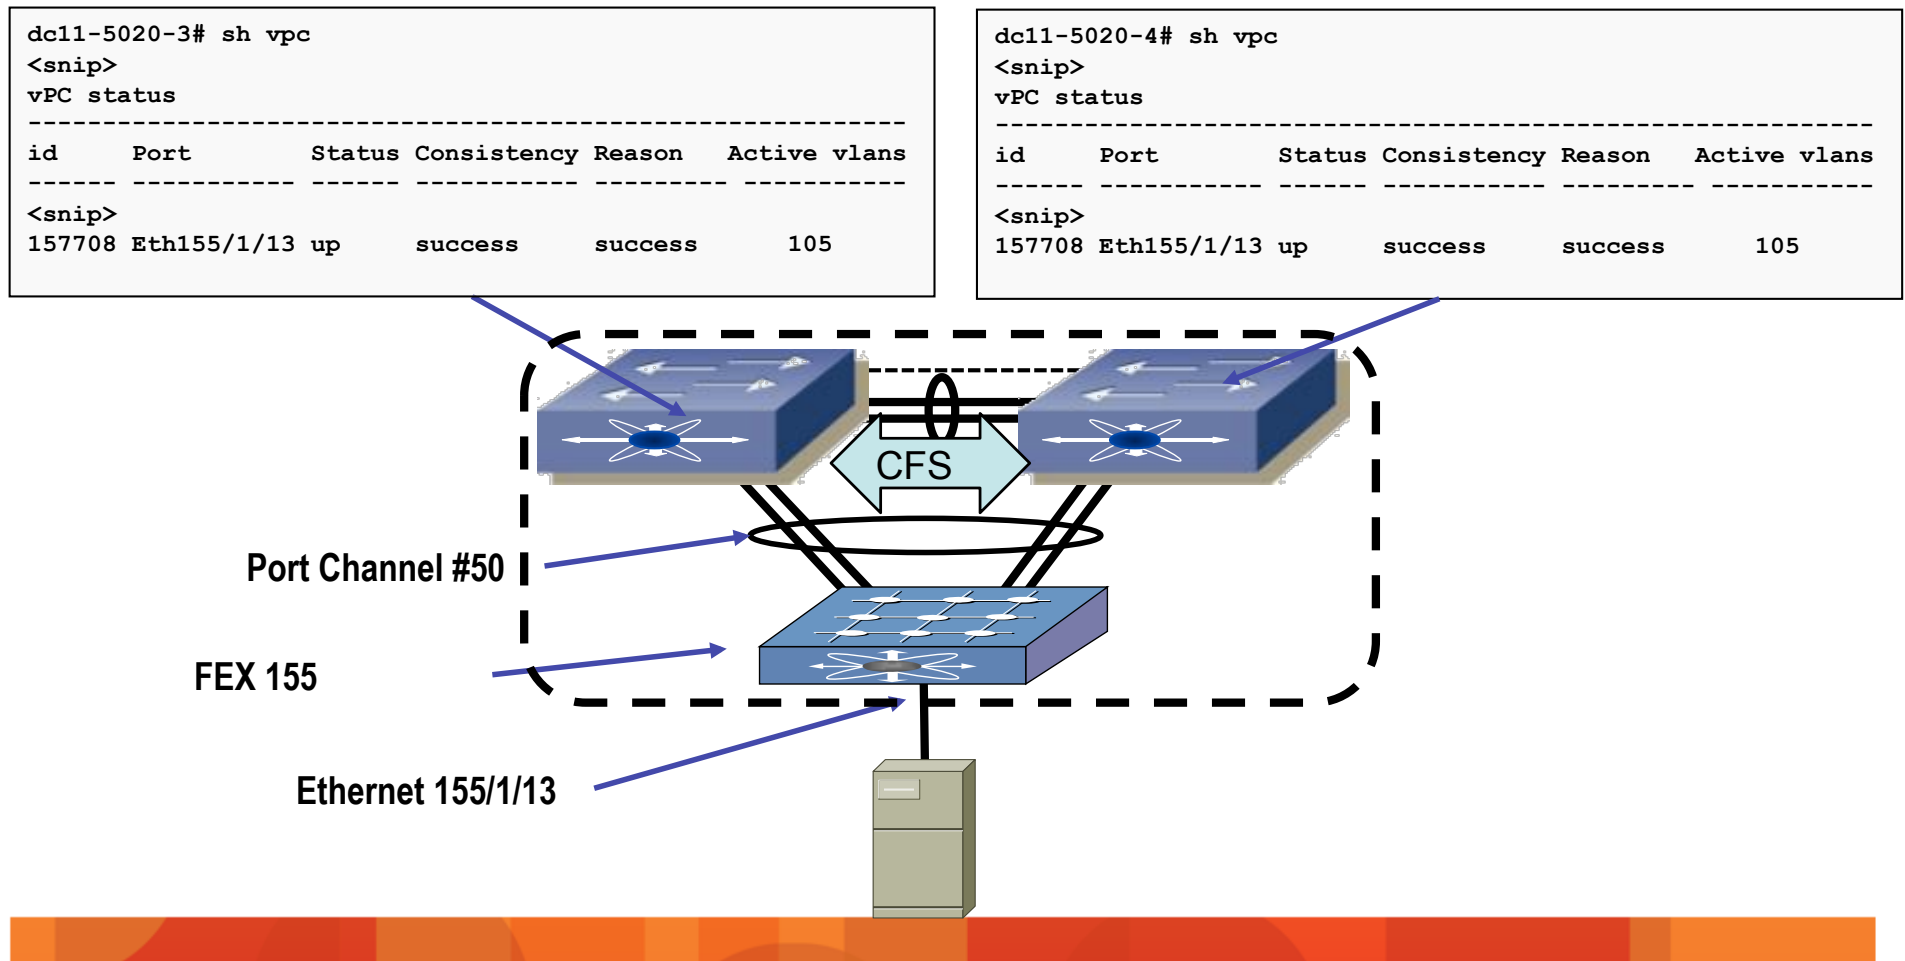 dc11-5020-3# sh vpc
<snip>
vPC status
---------------------------------------------------------------------------
id Port Status Consistency Reason Active vlans
------ ----------- ------ ----------- --------- -----------
<snip>
157708 Eth155/1/13 up success success 105
dc11-5020-4# sh vpc
<snip>
vPC status
---------------------------------------------------------------------------
id Port Status Consistency Reason Active vlans
------ ----------- ------ ----------- --------- -----------
<snip>
157708 Eth155/1/13 up success success 105
CFS
Port Channel #50
FEX 155
Ethernet 155/1/13